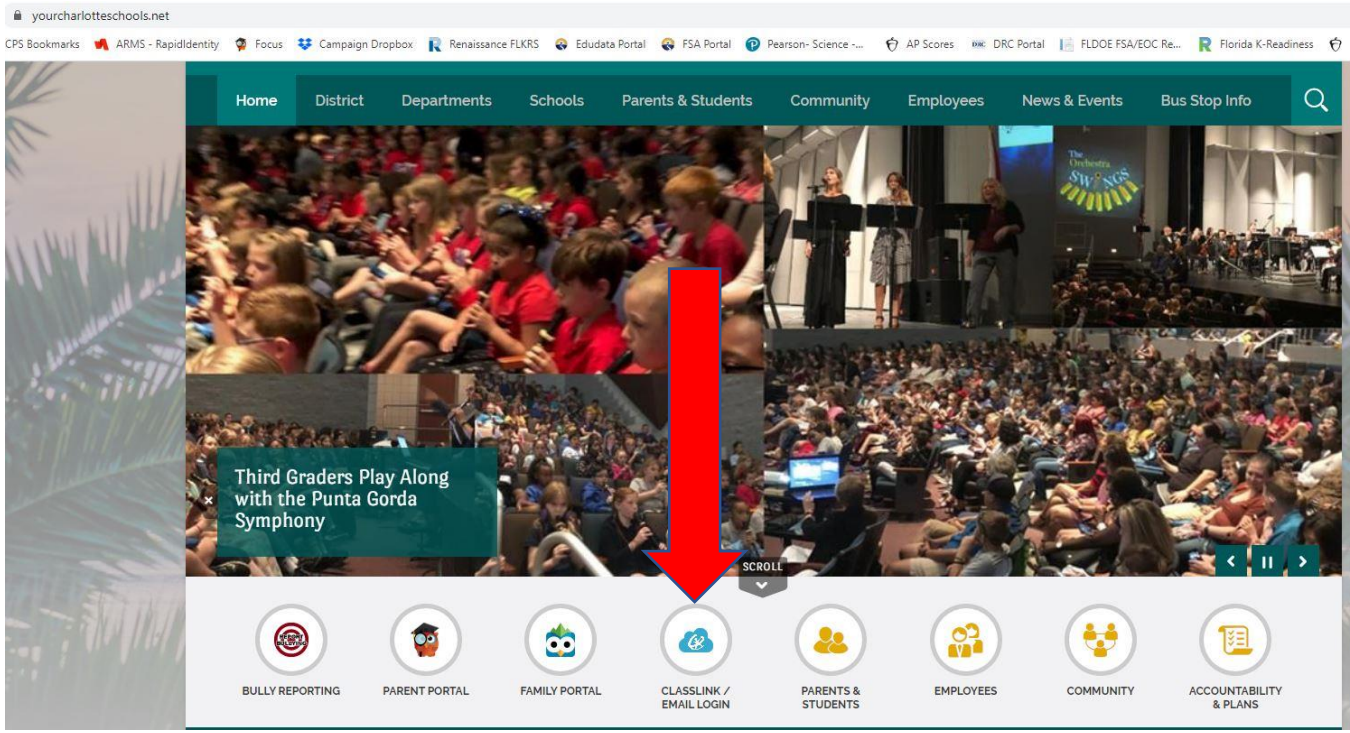 yourcharlotteschools.net
CPS Bookmarks ARMS - RapidIdentity Focus Campaign Dropbox Renaissance FLKRS Edudata Portal FSA Portal Pearson- Science -... AP Scores DRC Portal FLDOE FSA/EOC Re... Florida K-Readiness
Home District Departments Schools Parents & Students Community Employees News & Events Bus Stop Info
The
Orchestra
SWINGS
Third Graders Play Along
with the Punta Gorda
Symphony
SCROLL
REPORT
BULLYING
BULLY REPORTING PARENT PORTAL FAMILY PORTAL CLASSLINK / PARENTS & EMPLOYEES COMMUNITY ACCOUNTABILITY
EMAIL LOGIN STUDENTS & PLANS